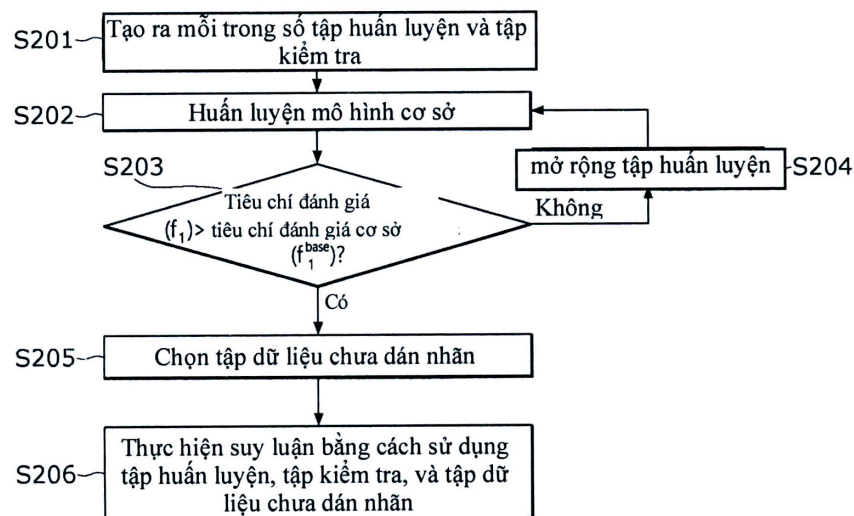 S201
Tạo ra mỗi trong số tập huấn luyện và tập
kiểm tra
S202
Huấn luyện mô hình cơ sở
S203
Tiêu chí đánh giá
(f₁)> tiêu chí đánh giá cơ sở
(f₁^base)?
Không
mở rộng tập huấn luyện
S204
Có
S205
Chọn tập dữ liệu chưa dán nhãn
S206
Thực hiện suy luận bằng cách sử dụng
tập huấn luyện, tập kiểm tra, và tập dữ
liệu chưa dán nhãn